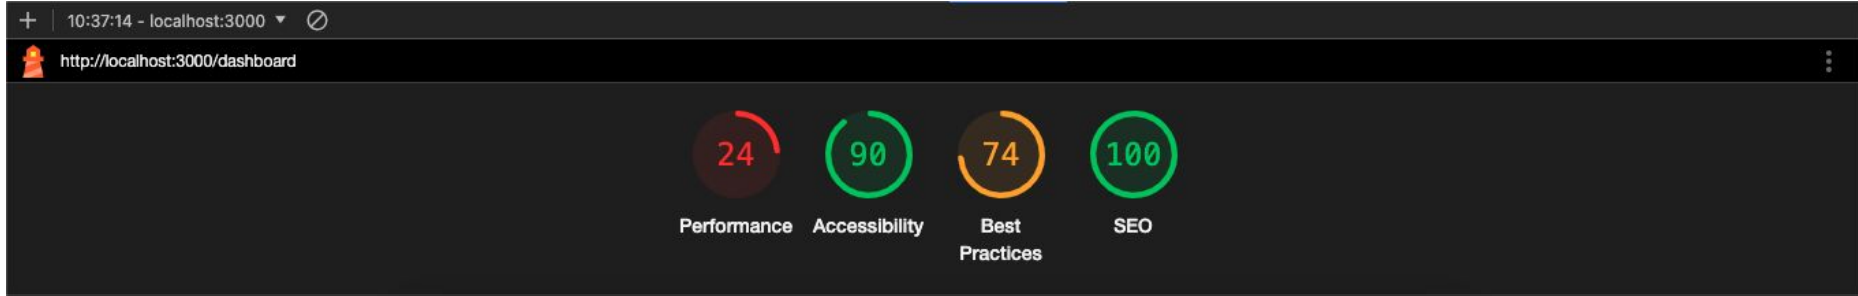 10:37:14 - localhost:3000
http://localhost:3000/dashboard
24 90 74 100
Performance Accessibility Best Practices SEO